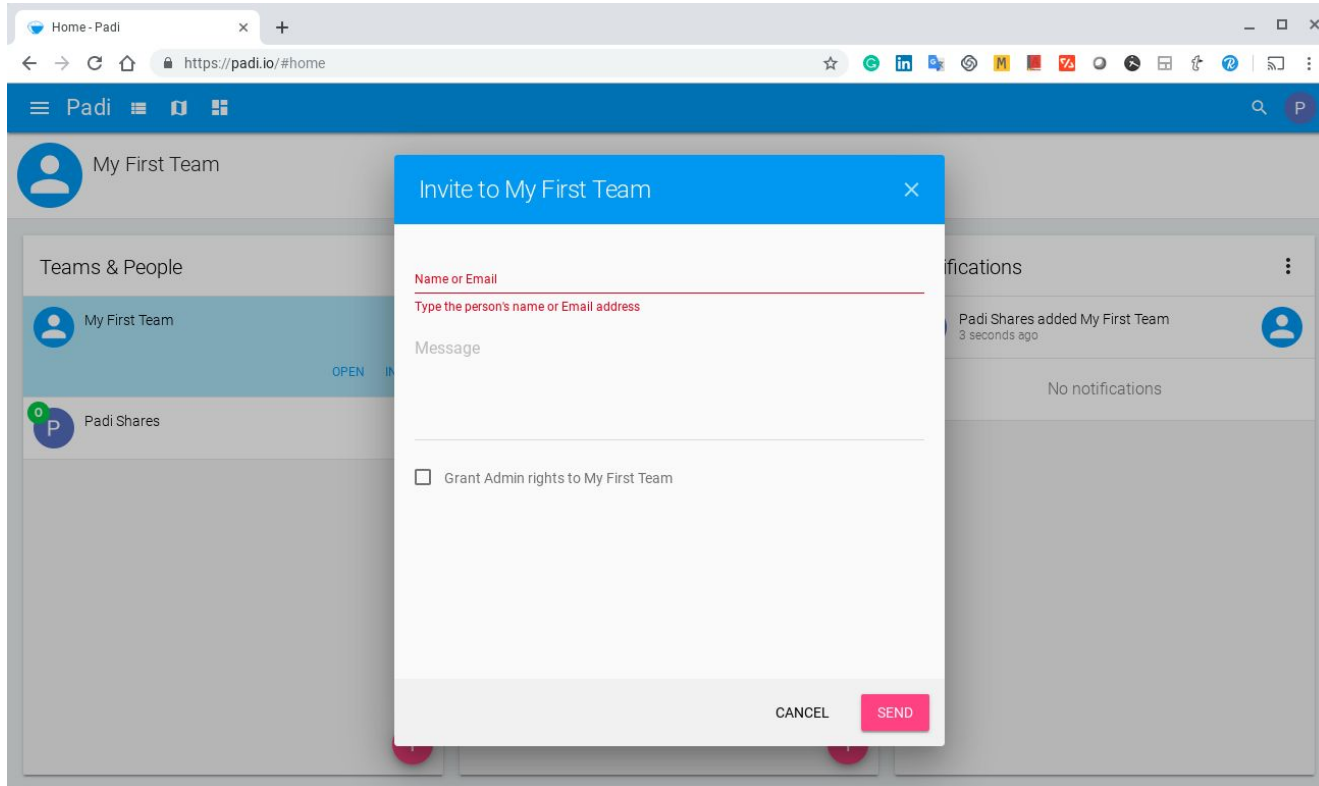 Home - Padi
https://padi.io/#home
Padi
P
My First Team
Invite to My First Team
Teams & People
Name or Email
Type the person's name or Email address
Message
My First Team
OPEN
0
P
Padi Shares
Grant Admin rights to My First Team
CANCEL
SEND
ifications
Padi Shares added My First Team
3 seconds ago
No notifications